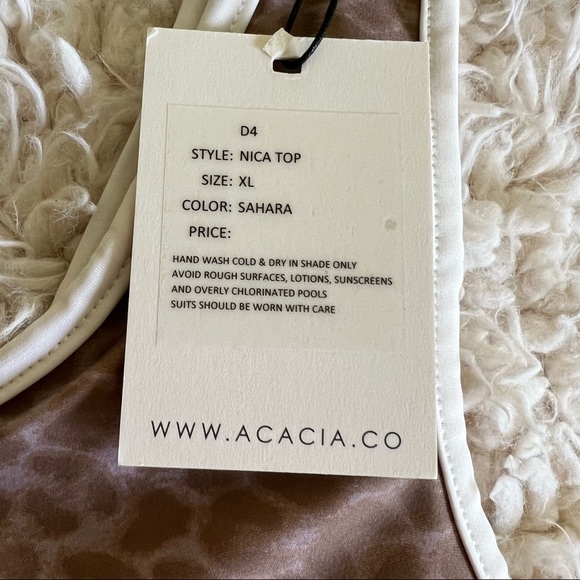 D4
STYLE: NICA TOP
SIZE: XL
COLOR: SAHARA
PRICE:
HAND WASH COLD & DRY IN SHADE ONLY
AVOID ROUGH SURFACES, LOTIONS, SUNSCREENS
AND OVERLY CHLORINATED POOLS
SUITS SHOULD BE WORN WITH CARE
WWW.ACACIA.CO